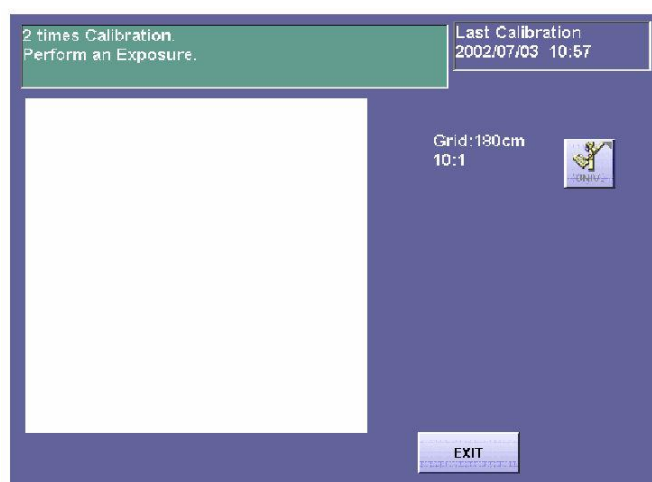 2 times Calibration.
Perform an Exposure.
Last Calibration
2002/07/03 10:57
Grid:180cm
10:1
EXIT